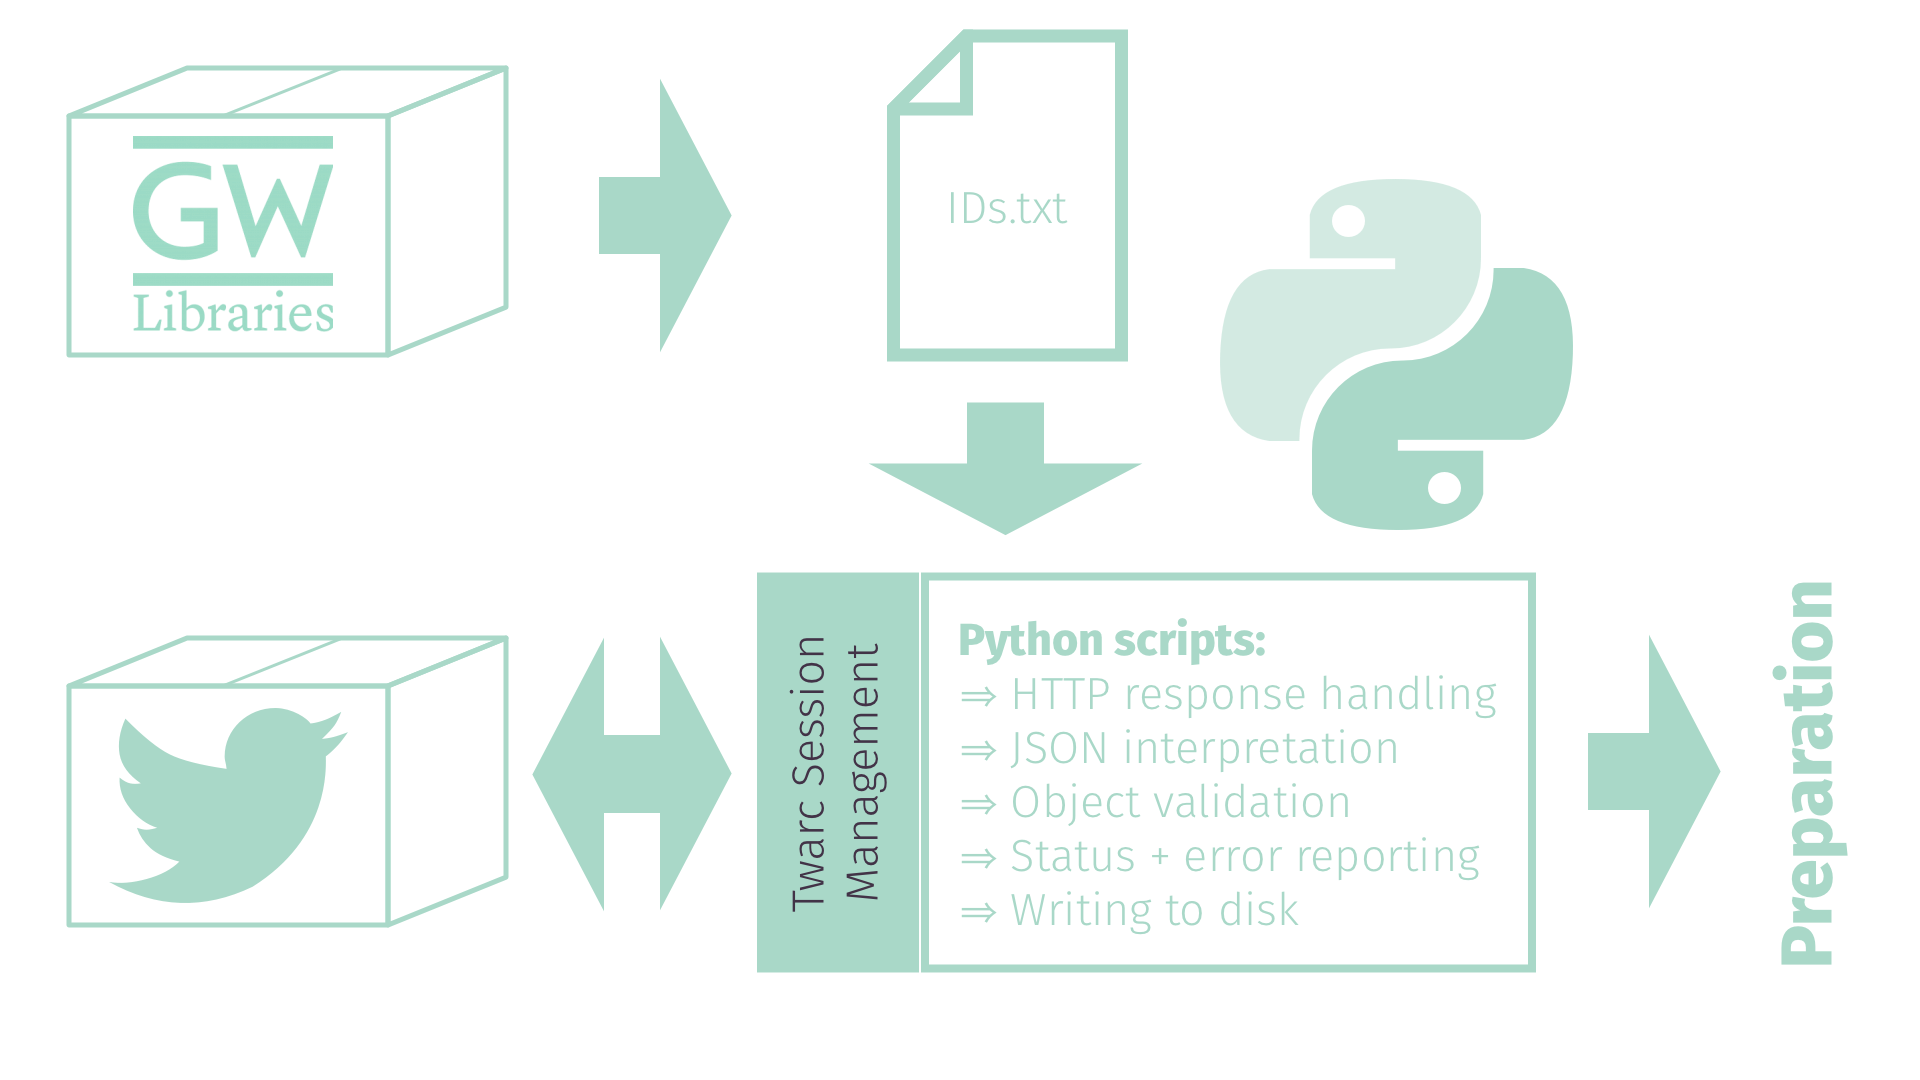 GW
Libraries
IDs.txt
Twarc Session
Management
Python scripts:
⇒ HTTP response handling
⇒ JSON interpretation
⇒ Object validation
⇒ Status + error reporting
⇒ Writing to disk
Preparation